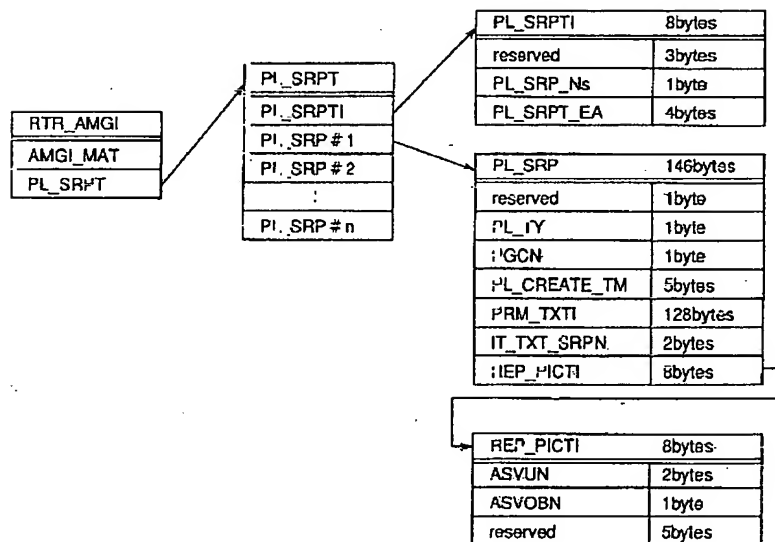 RTR_AMGI
AMGI_MAT
PL_SRPT
PL_SRPT
PL_SRPTI
PL_SRP # 1
PL_SRP # 2
:
PL_SRP # n
PL_SRPTI 8bytes
reserved 3bytes
PL_SRP_Ns 1byte
PL_SRPT_EA 4bytes
PL_SRP 146bytes
reserved 1byte
PL_TY 1byte
PGCN 1byte
PL_CREATE_TM 5bytes
PRM_TXTI 128bytes
IT_TXT_SRPN 2bytes
REP_PICTI 8bytes
REP_PICTI 8bytes
ASVUN 2bytes
ASVOBN 1byte
reserved 5bytes